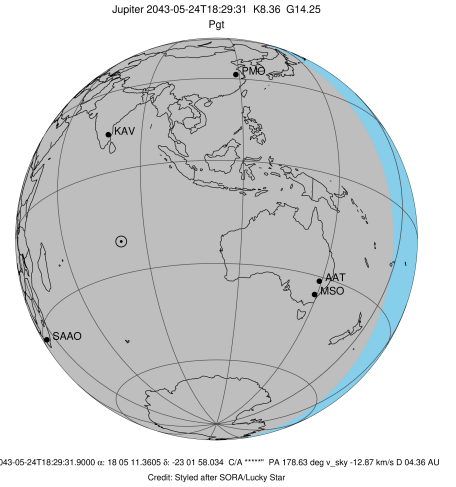 Jupiter 2043-05-24T18:29:31 K8.36 G14.25
Pgt
PMO
KAV
AAT
MSO
SAAO
043-05-24T18:29:31.9000 α: 18 05 11.3605 δ: -23 01 58.034 C/A *****" PA 178.63 deg v_sky -12.87 km/s D 04.36 AU
Credit: Styled after SORA/Lucky Star